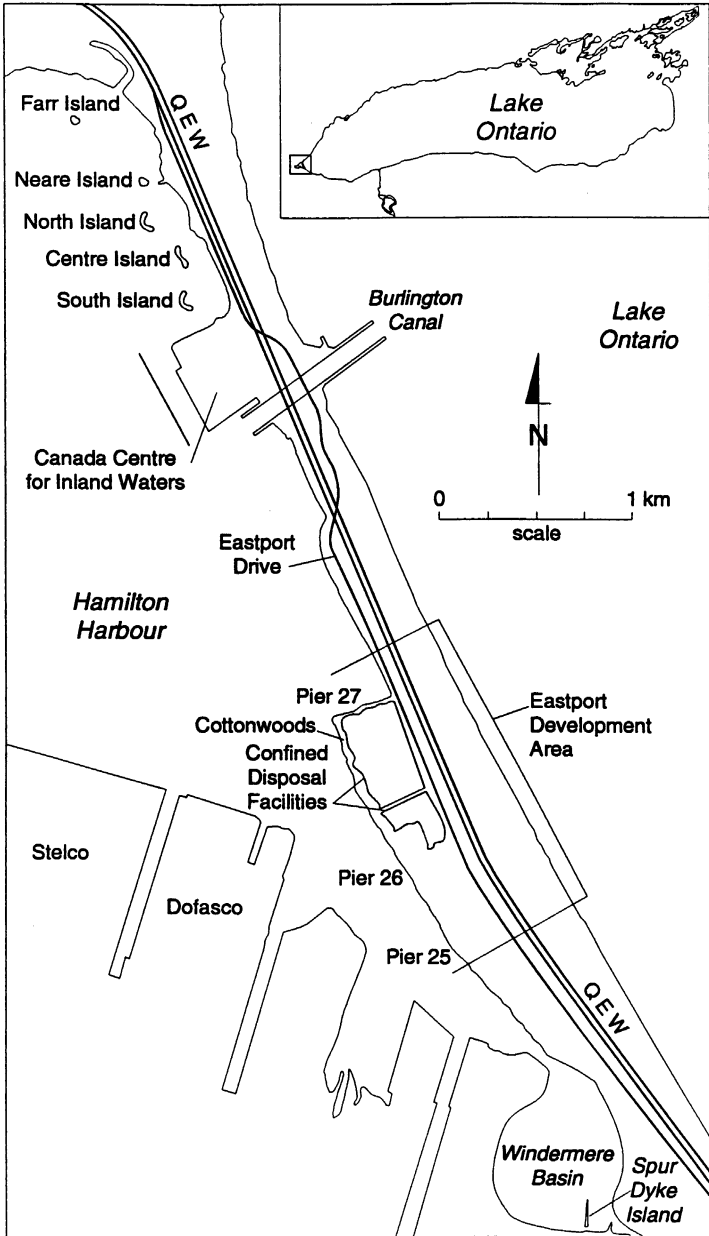 Farr Island
QEW
Lake
Ontario
Neare Island
North Island
Centre Island
South Island
Burlington
Canal
Lake
Ontario
N
Canada Centre
for Inland Waters
0 1 km
scale
Eastport
Drive
Hamilton
Harbour
Pier 27
Eastport
Development
Area
Cottonwoods
Confined
Disposal
Facilities
Stelco
Dofasco
Pier 26
Pier 25
QEW
Windermere
Basin
Spur
Dyke
Island